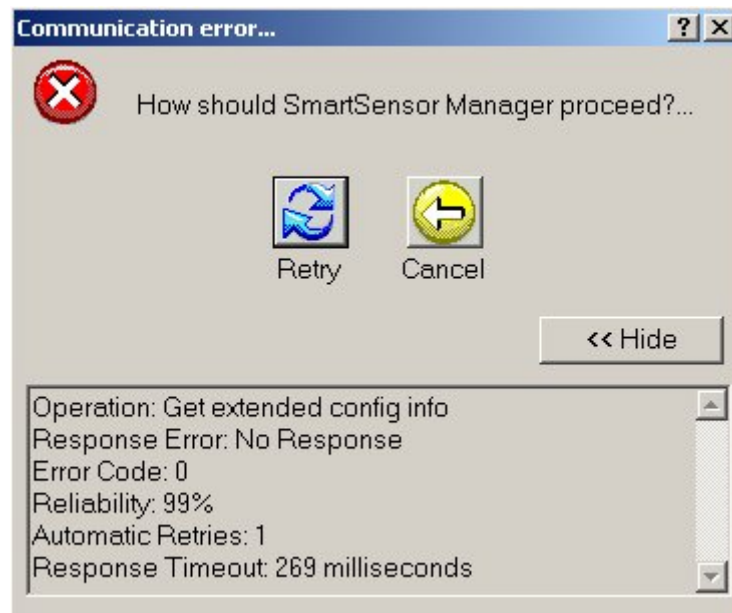 Communication error...
How should SmartSensor Manager proceed?...
Retry Cancel
<< Hide
Operation: Get extended config info
Response Error: No Response
Error Code: 0
Reliability: 99%
Automatic Retries: 1
Response Timeout: 269 milliseconds